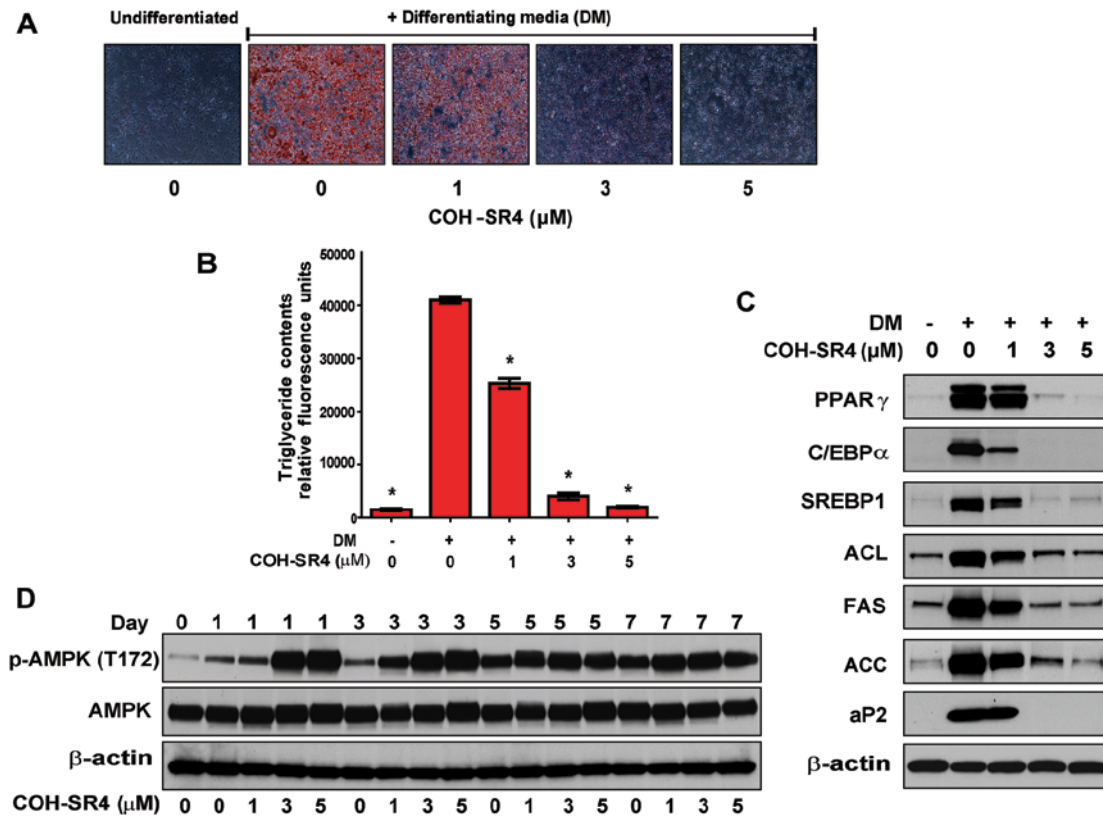 A
Undifferentiated
+ Differentiating media (DM)
0 0 1 3 5
COH-SR4 (µM)
B
Triglyceride contents
relative fluorescence units
50000
40000
30000
20000
10000
0
* * * *
DM - + + + +
COH-SR4 (µM) 0 0 1 3 5
C
DM - + + + +
COH-SR4 (µM) 0 0 1 3 5
PPAR γ
C/EBPα
SREBP1
ACL
FAS
ACC
aP2
β-actin
D
Day 0 1 1 1 1 3 3 3 3 5 5 5 5 7 7 7 7
p-AMPK (T172)
AMPK
β-actin
COH-SR4 (µM) 0 0 1 3 5 0 1 3 5 0 1 3 5 0 1 3 5